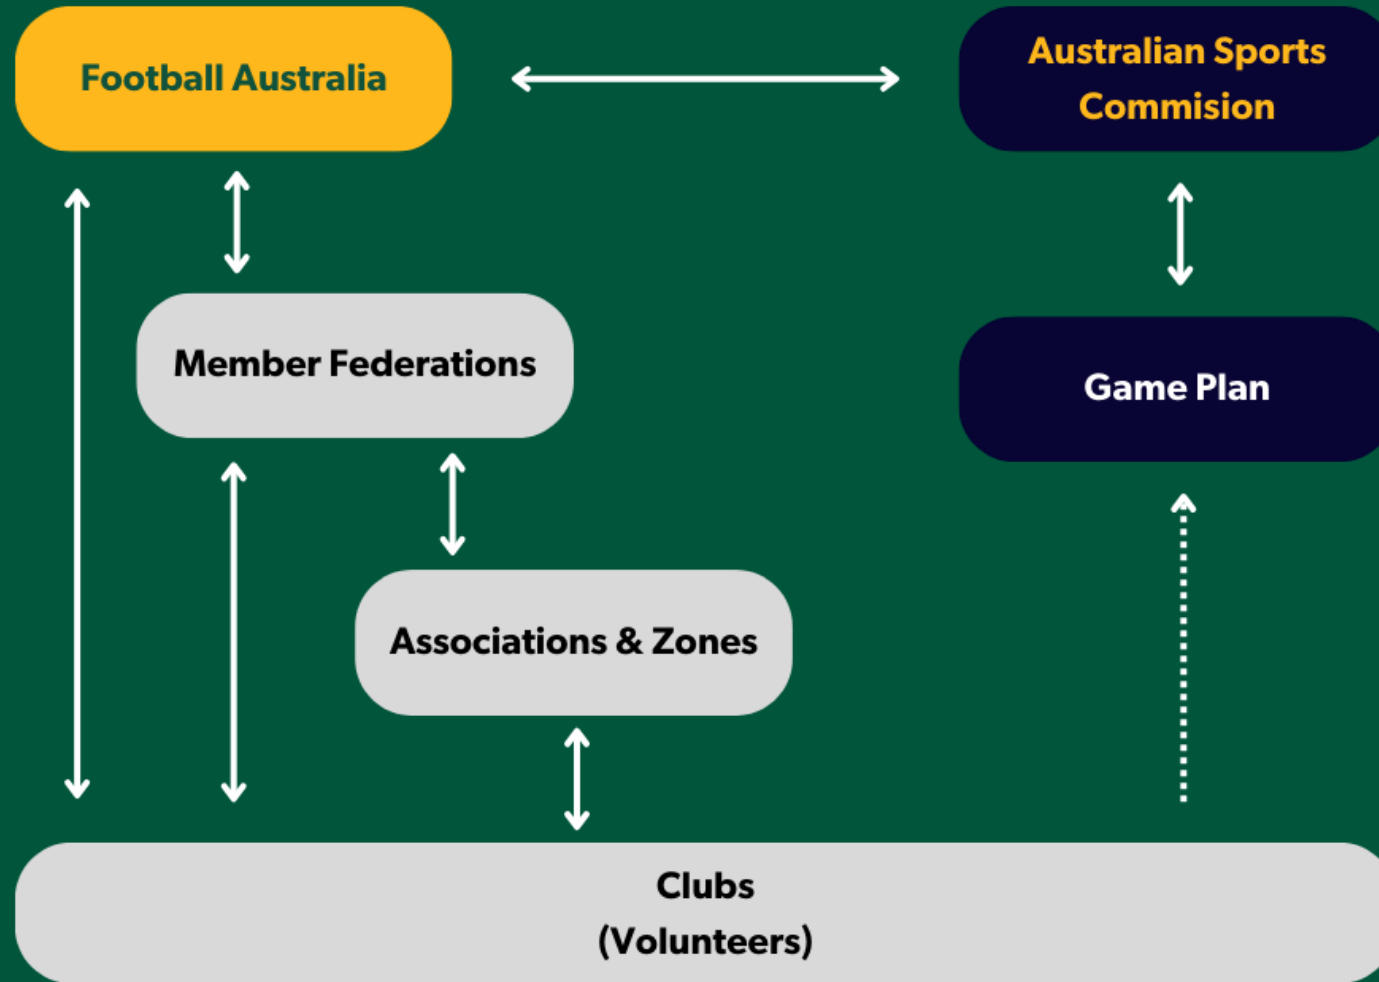 Football Australia
Australian Sports
Commision
Member Federations
Game Plan
Associations & Zones
Clubs
(Volunteers)